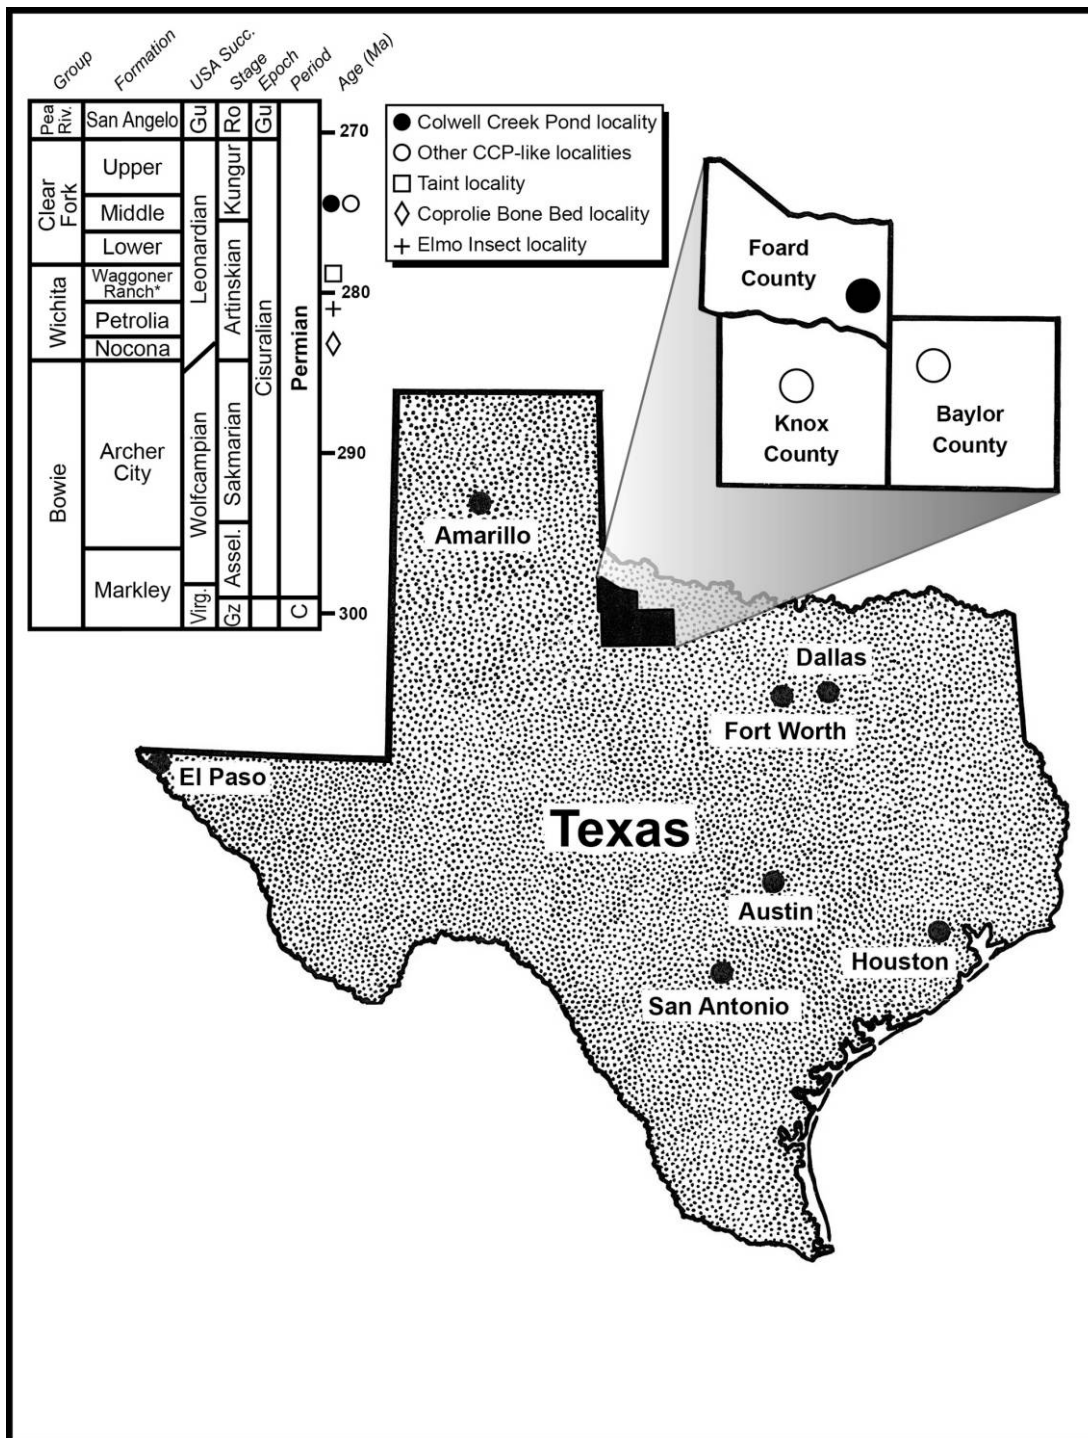 Group
Formation
USA Succ.
Stage
Epoch
Period
Age (Ma)
Pea
Riv.
San Angelo
Gu
Ro
Gu
270
Clear
Fork
Upper
Middle
Lower
Leonardian
Kungur
Wichita
Waggoner
Ranch*
Petrolia
Nocona
Artinskian
Cisuralian
Permian
280
Bowie
Archer
City
Markley
Wolfcampian
Virg.
Sakmarian
Assel.
Gz
C
290
300
Colwell Creek Pond locality
Other CCP-like localities
Taint locality
Coprolie Bone Bed locality
Elmo Insect locality
Foard
County
Knox
County
Baylor
County
Amarillo
Dallas
Fort Worth
El Paso
Texas
Austin
Houston
San Antonio